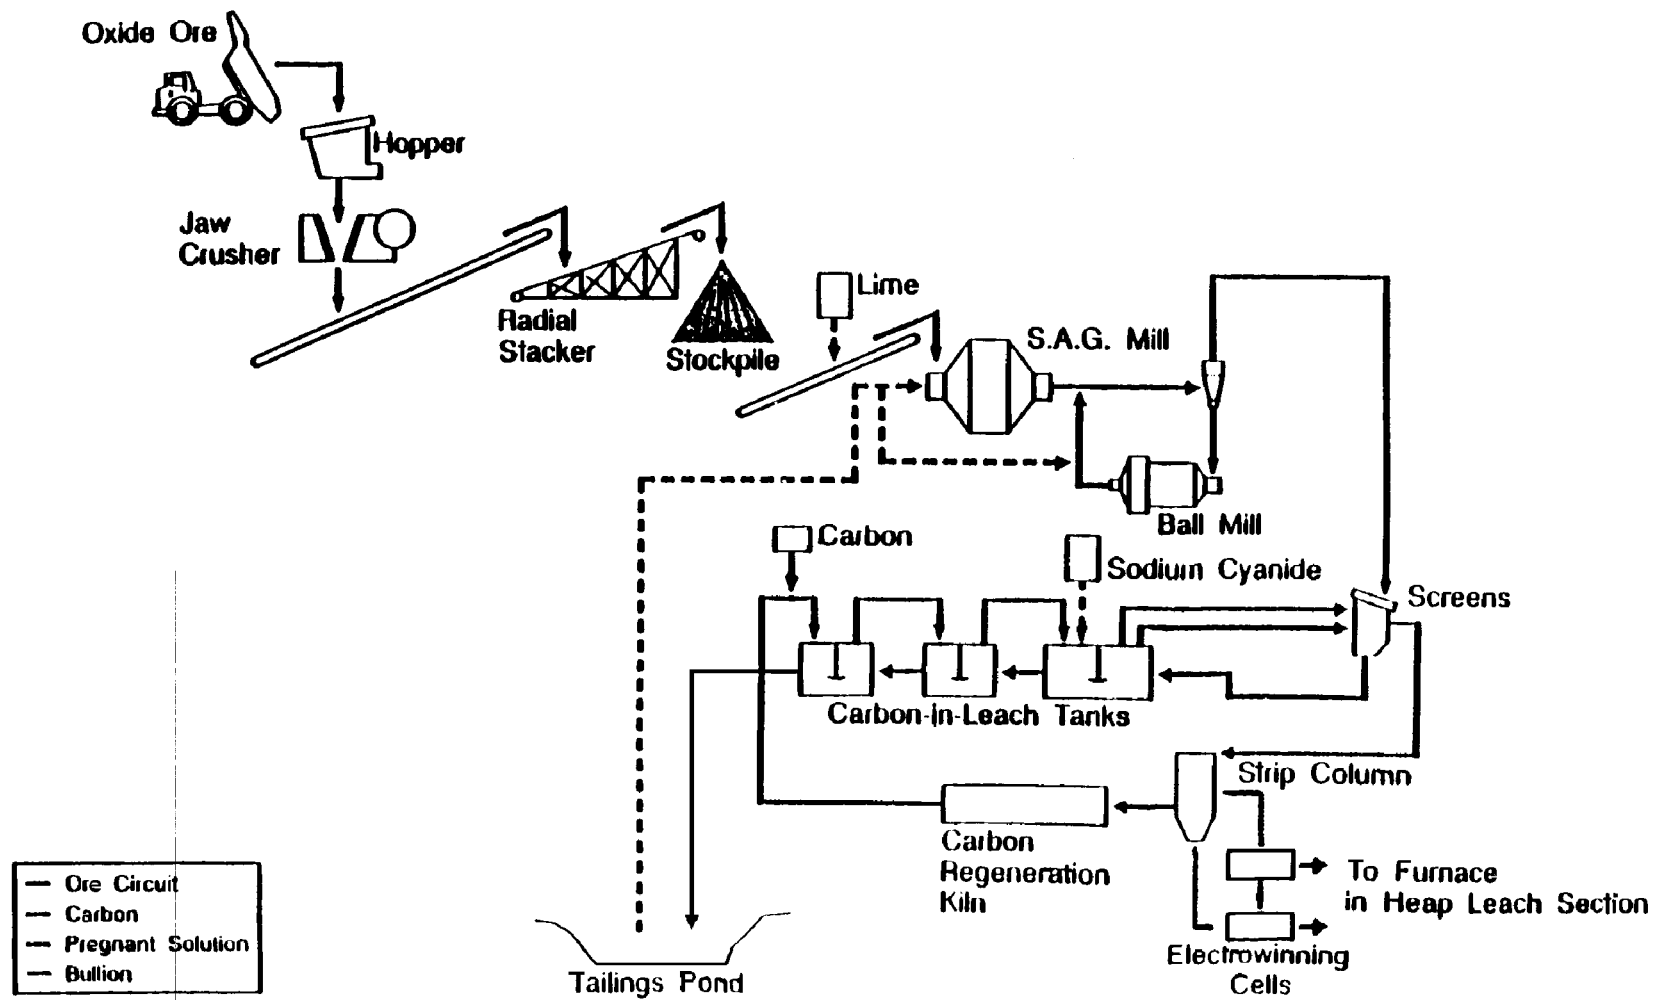 Oxide Ore
Hopper
Jaw
Crusher
Radial
Stacker
Stockpile
Lime
S.A.G. Mill
Ball Mill
Carbon
Sodium Cyanide
Screens
Carbon-in-Leach Tanks
Strip Column
Carbon
Regeneration
Kiln
To Furnace
in Heap Leach Section
Electrowinning
Cells
Tailings Pond
Ore Circuit
Carbon
Pregnant Solution
Bullion